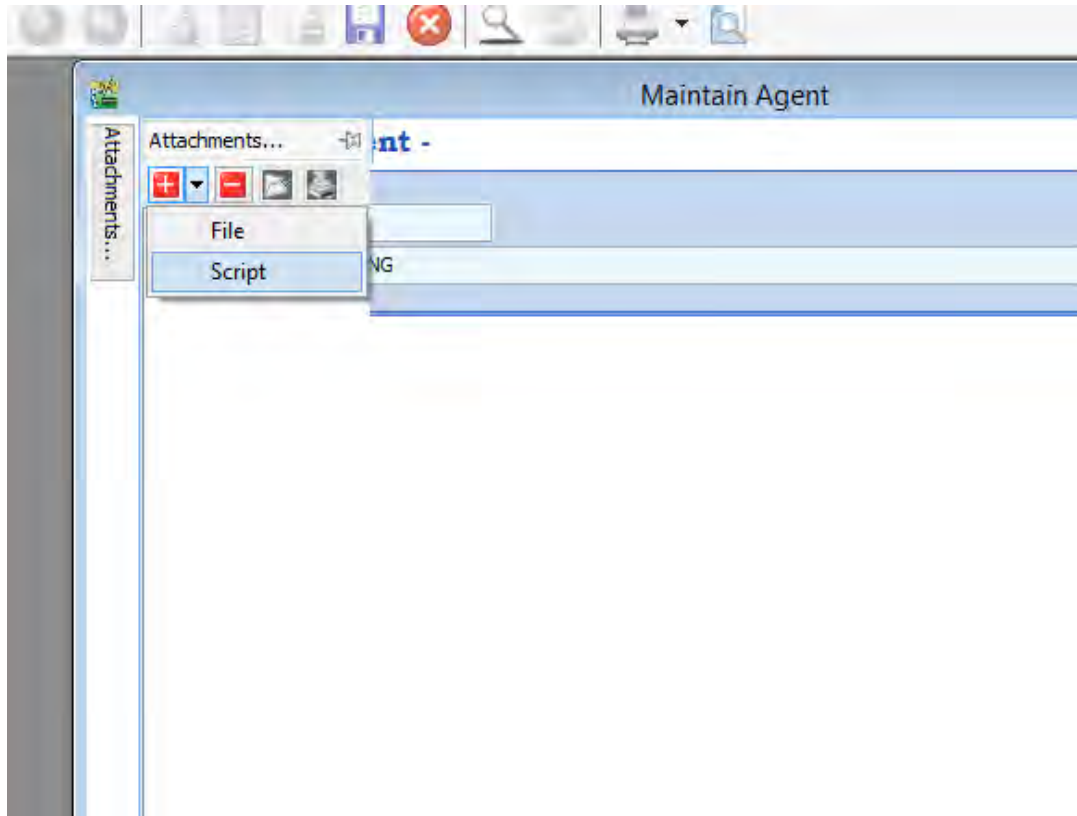 Maintain Agent
Attachments...
Attachments...
ent -
File
NG
Script